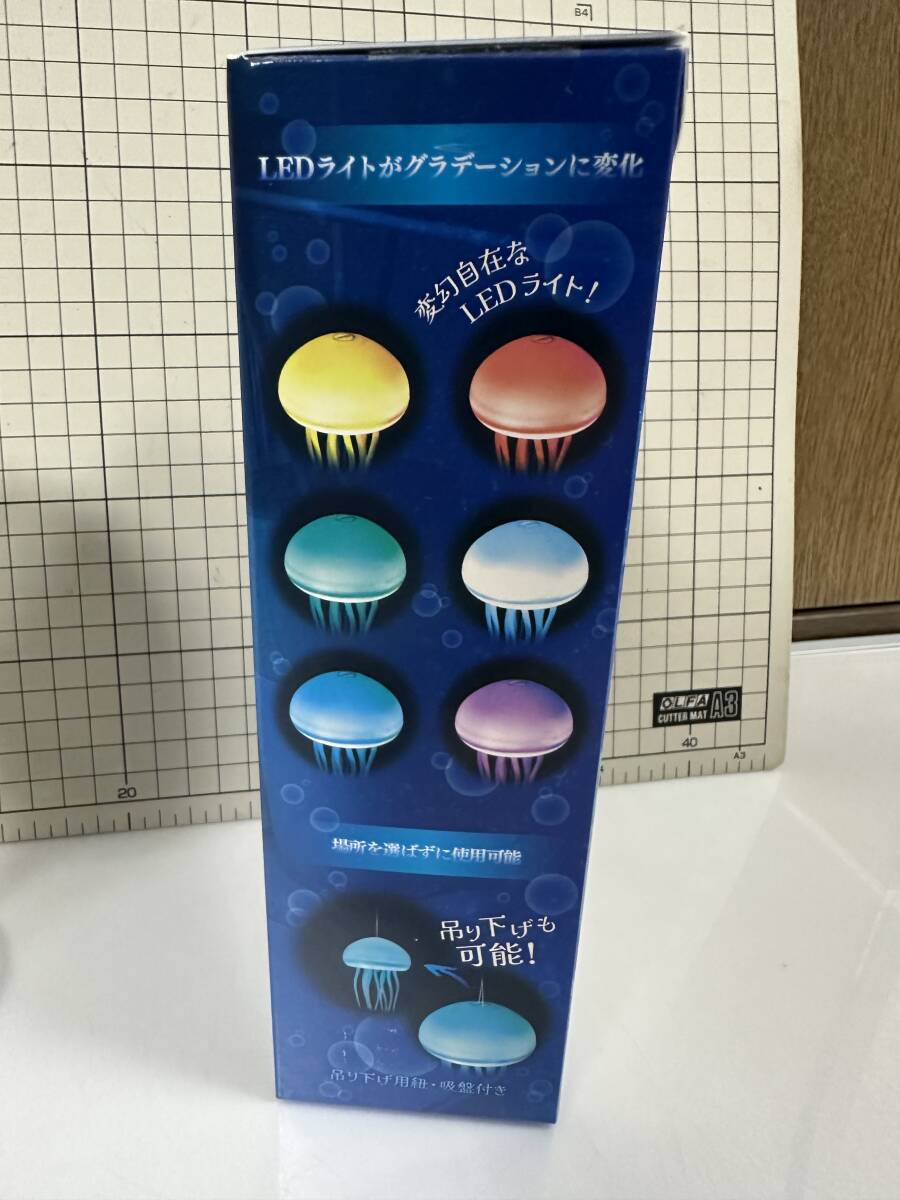 B4
LEDライトがグラデーションに変化
変幻自在な
LEDライト!
OLFA
CUTTER MAT A3
40
A3
20
場所を選ばずに使用可能
吊り下げも
可能!
吊り下げ用紐・吸盤付き